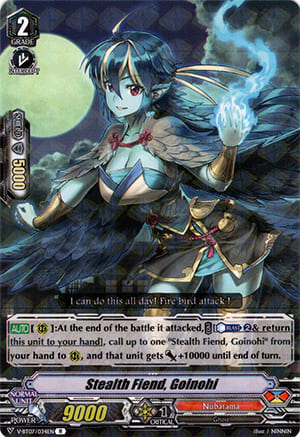 2
GRADE
INTERCEPT
SHIELD
5000
I can do this all day! Fire bird attack!
AUTO [ ]:At the end of the battle it attacked, [ BLAST 2 & return
this unit to your hand], call up to one "Stealth Fiend, Goinohi" from
your hand to , and that unit gets +10000 until end of turn.
Stealth Fiend, Goinohi
NORMAL
UNIT
POWER
9000
1
CRITICAL
Nubatama
Ghost
V-BT07/034EN R
Illust / NINNIN